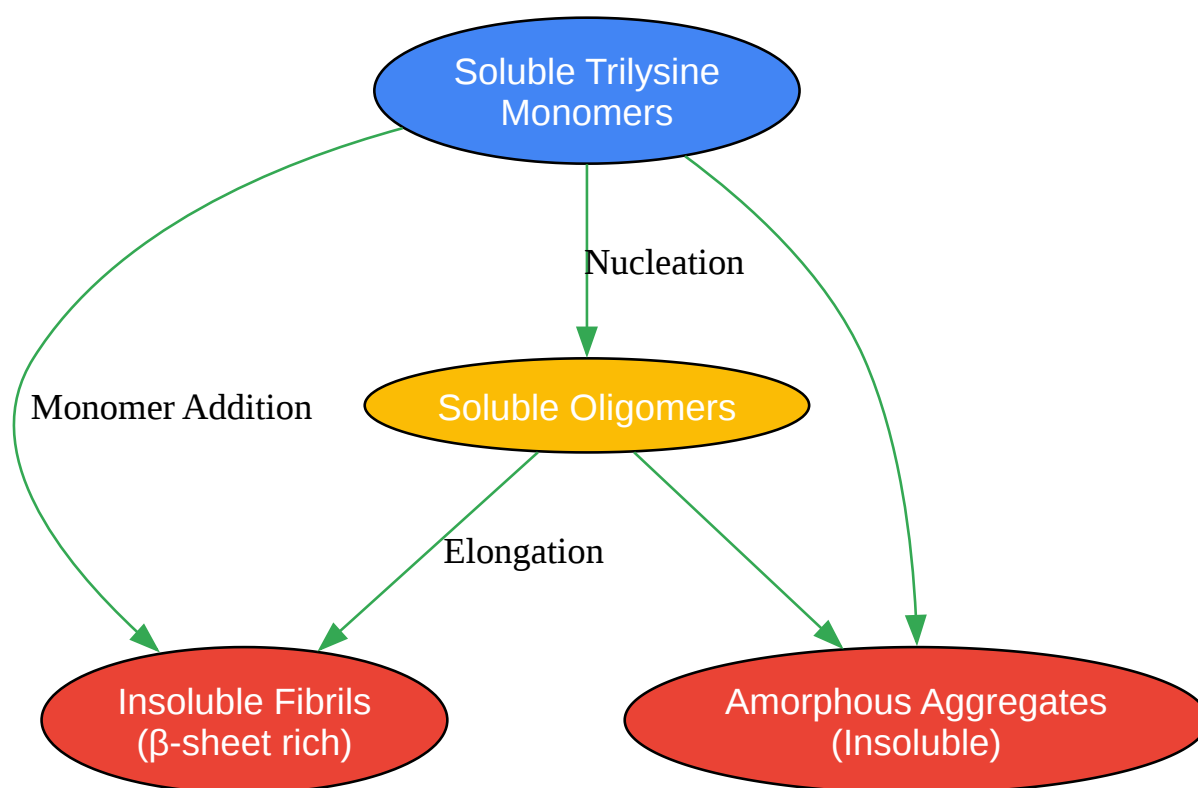 Soluble Trilysine
Monomers
Nucleation
Monomer Addition
Soluble Oligomers
Elongation
Insoluble Fibrils
(β-sheet rich)
Amorphous Aggregates
(Insoluble)